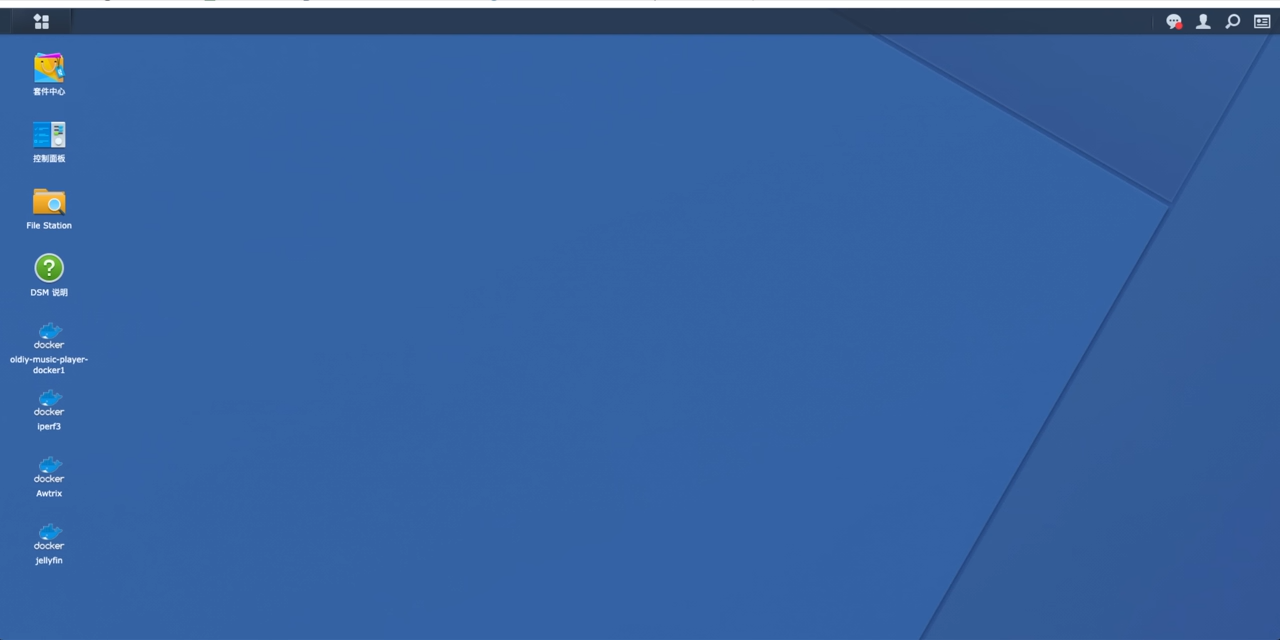 套件中心
控制面板
File Station
DSM 说明
docker
oldiy-music-player-
docker1
docker
iperf3
docker
Awtrix
docker
jellyfin